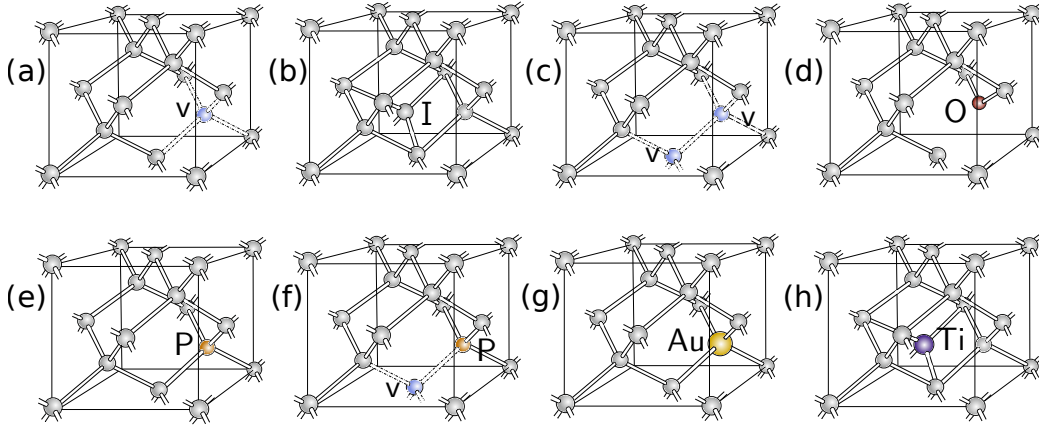 (a) v
(b) I
(c) v v
(d) O
(e) P
(f) v P
(g) Au
(h) Ti